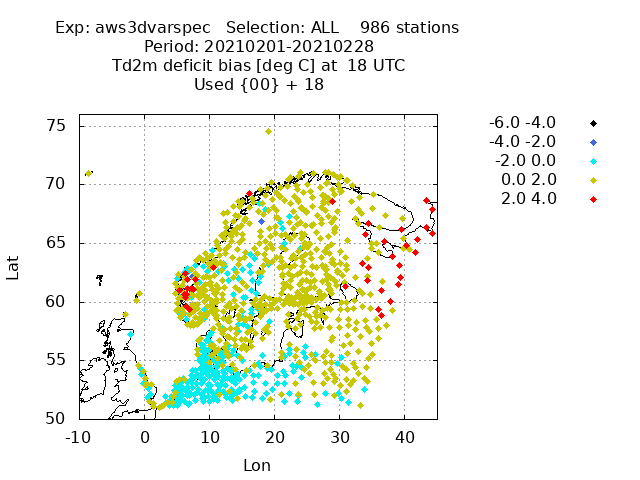 Exp: aws3dvarspec   Selection: ALL    986 stations
Period: 20210201-20210228
Td2m deficit bias [deg C] at  18 UTC
Used {00} + 18
-6.0 -4.0
-4.0 -2.0
-2.0 0.0
0.0 2.0
2.0 4.0
75
70
65
60
55
50
Lat
-10 0 10 20 30 40
Lon